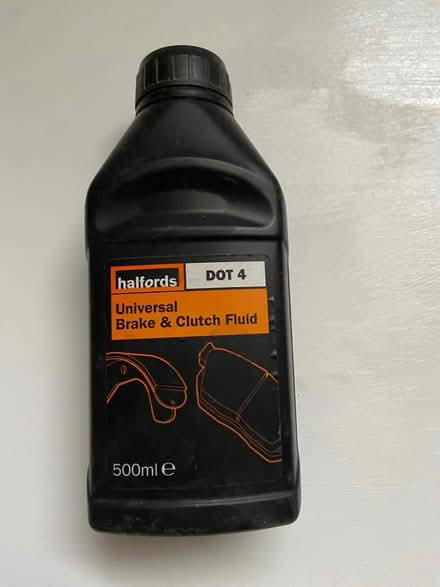 halfords DOT 4
Universal
Brake & Clutch Fluid
500ml e